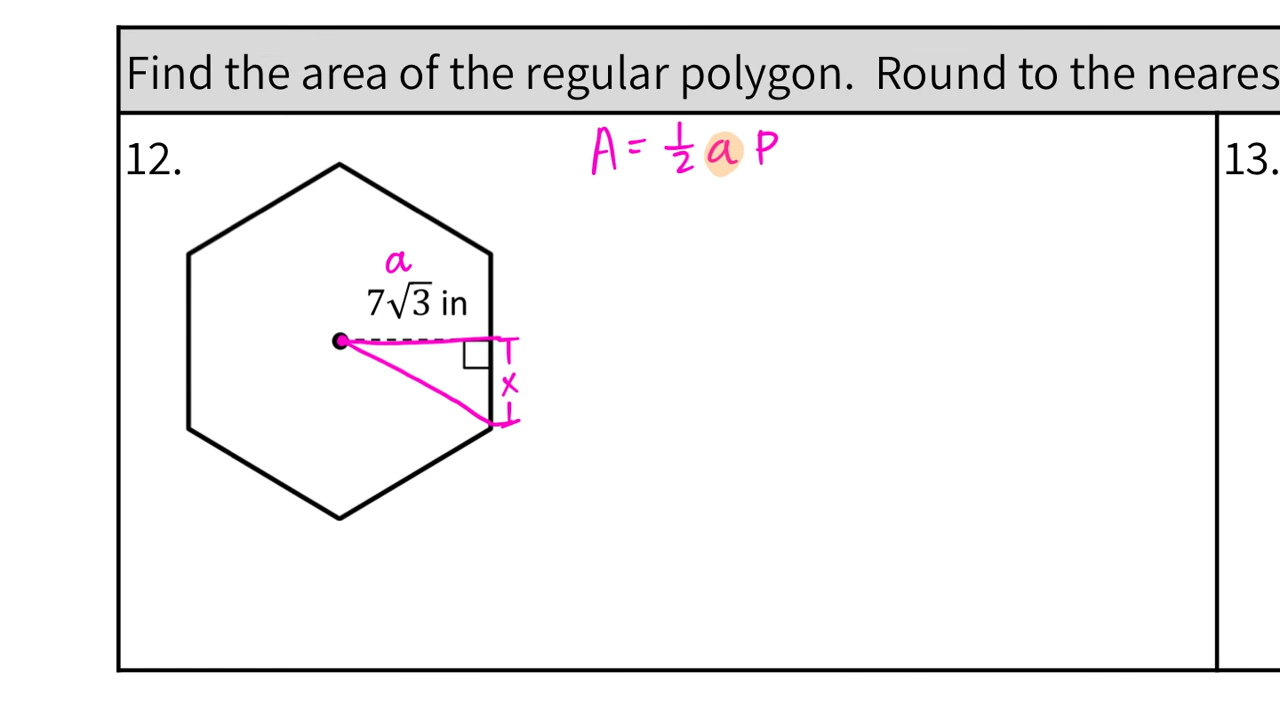 Find the area of the regular polygon. Round to the neares
12.
A = 1/2 a P
13.
a
7√3 in
x